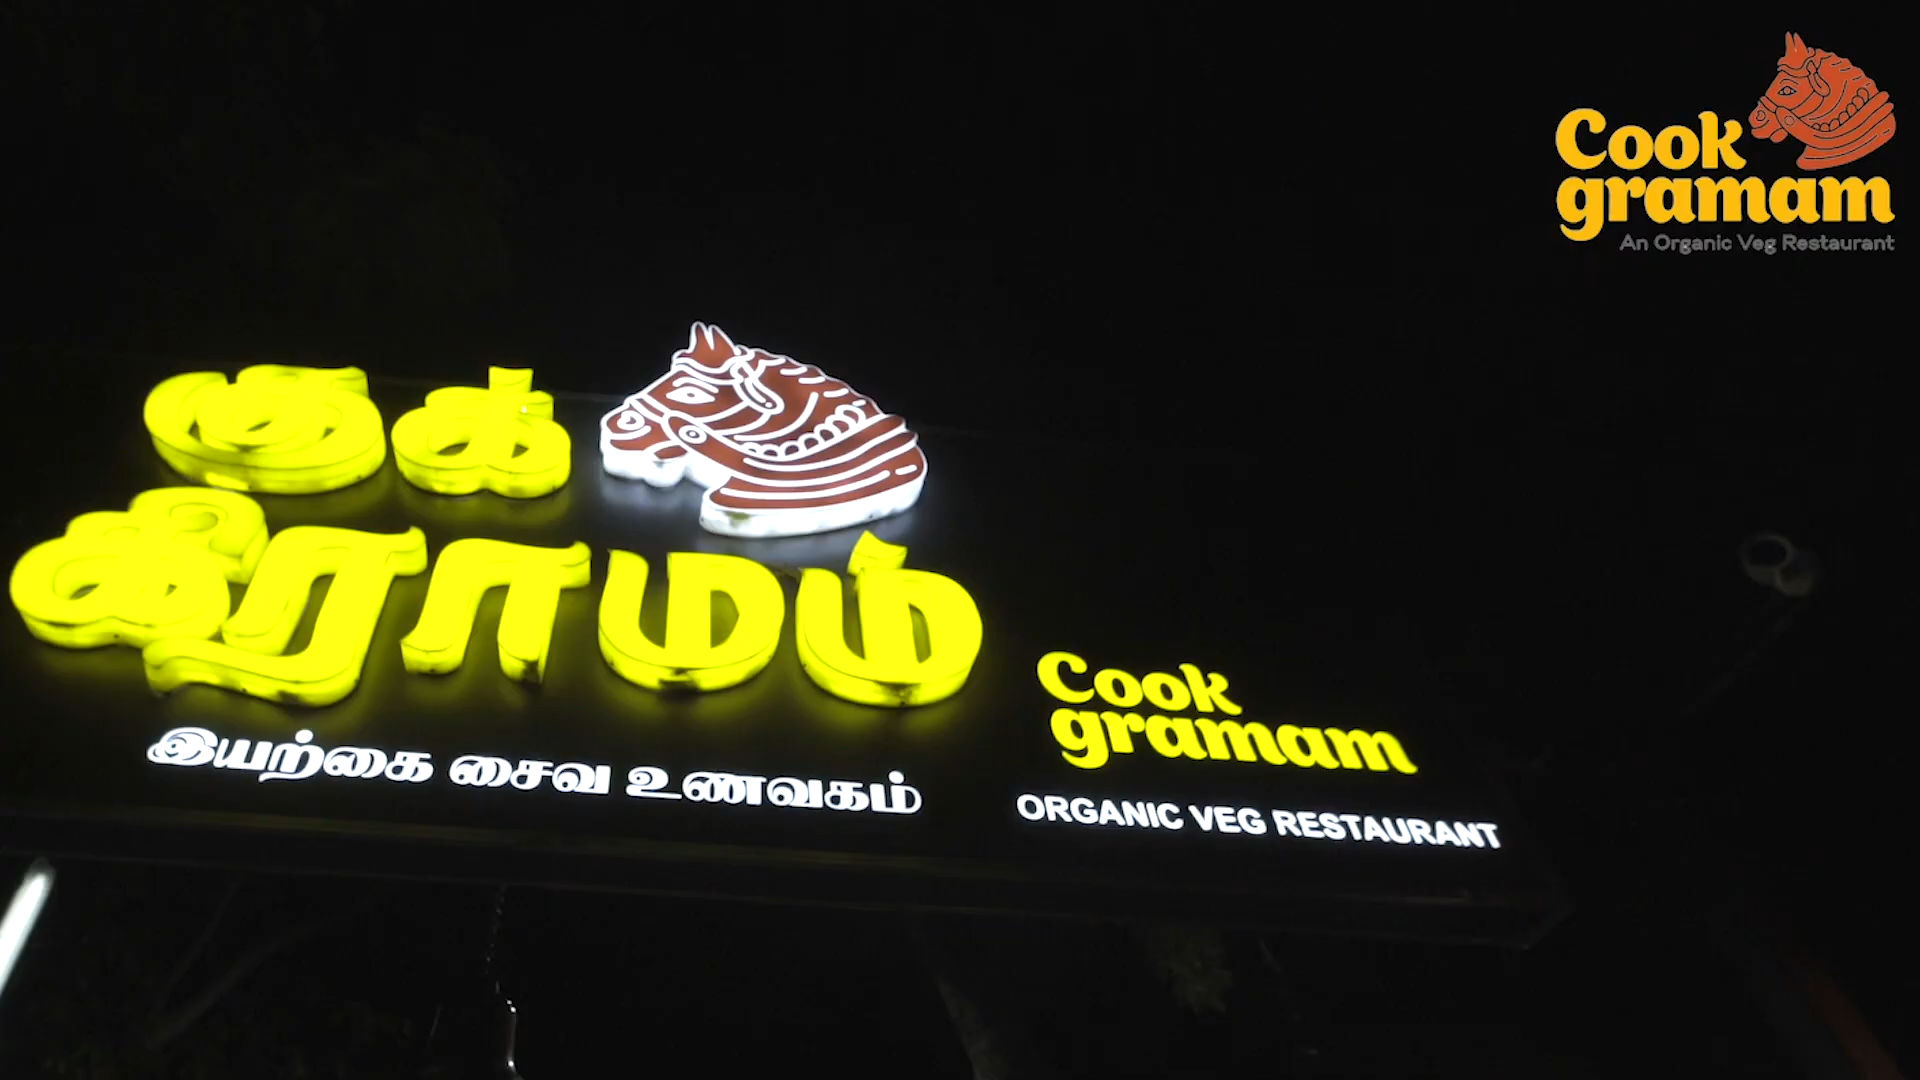 Cook
gramam
An Organic Veg Restaurant
குக்
கிராமம்
இயற்கை சைவ உணவகம்
Cook
gramam
ORGANIC VEG RESTAURANT